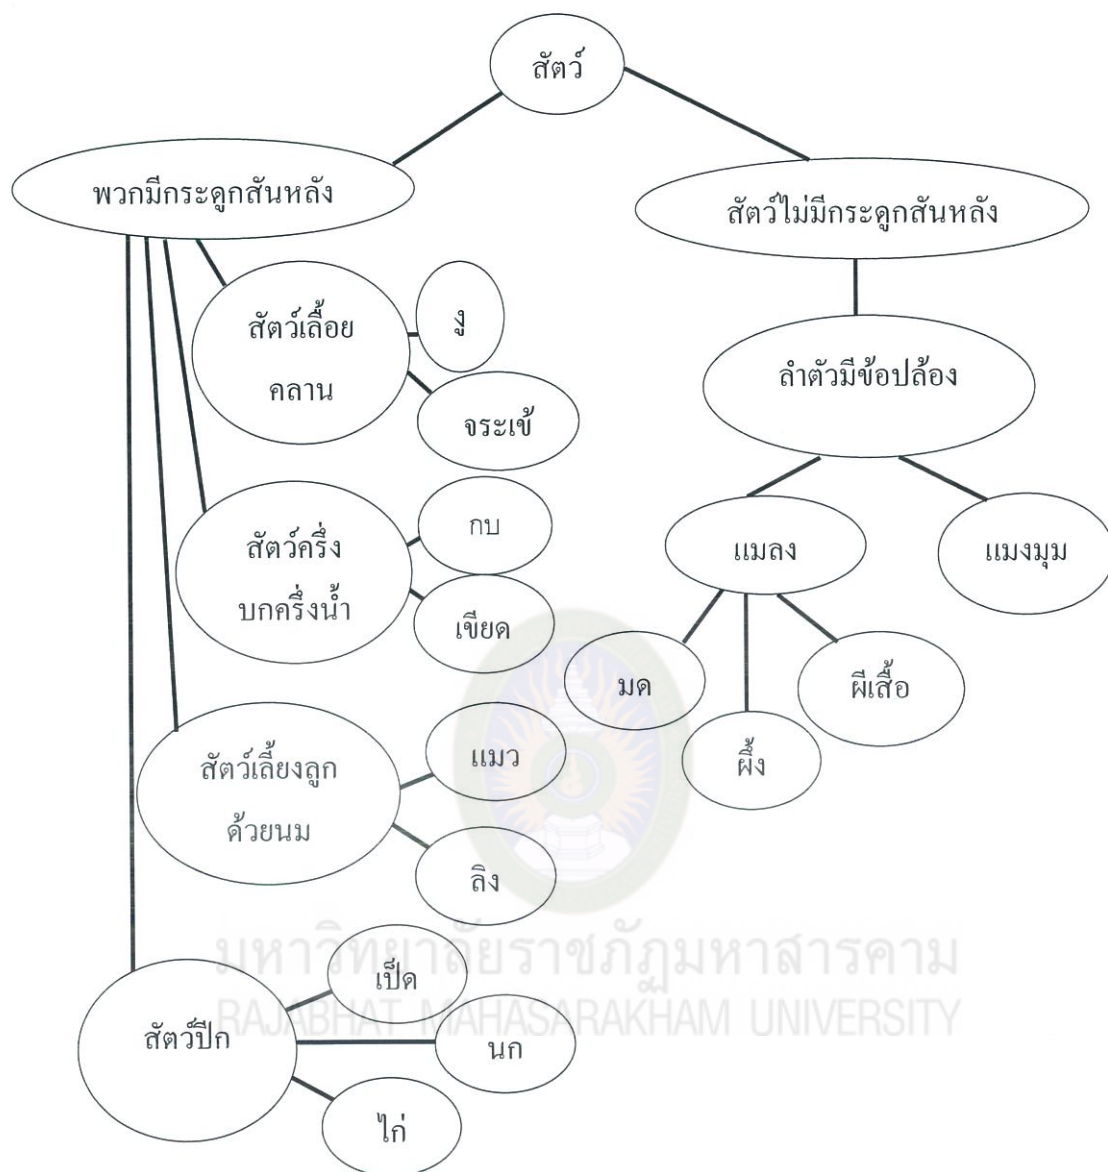 สัตว์
พวกมีกระดูกสันหลัง
สัตว์ไม่มีกระดูกสันหลัง
สัตว์เลื้อย
คลาน
งู
จระเข้
ลำตัวมีข้อปล้อง
สัตว์ครึ่ง
บกครึ่งน้ำ
กบ
เขียด
แมลง
แมงมุม
มด
ผึ้ง
ผีเสื้อ
สัตว์เลี้ยงลูก
ด้วยนม
แมว
ลิง
มหาวิทยาลัยราชภัฏมหาสารคาม
RAJABHAT MAHASARAKHAM UNIVERSITY
สัตว์ปีก
เป็ด
นก
ไก่